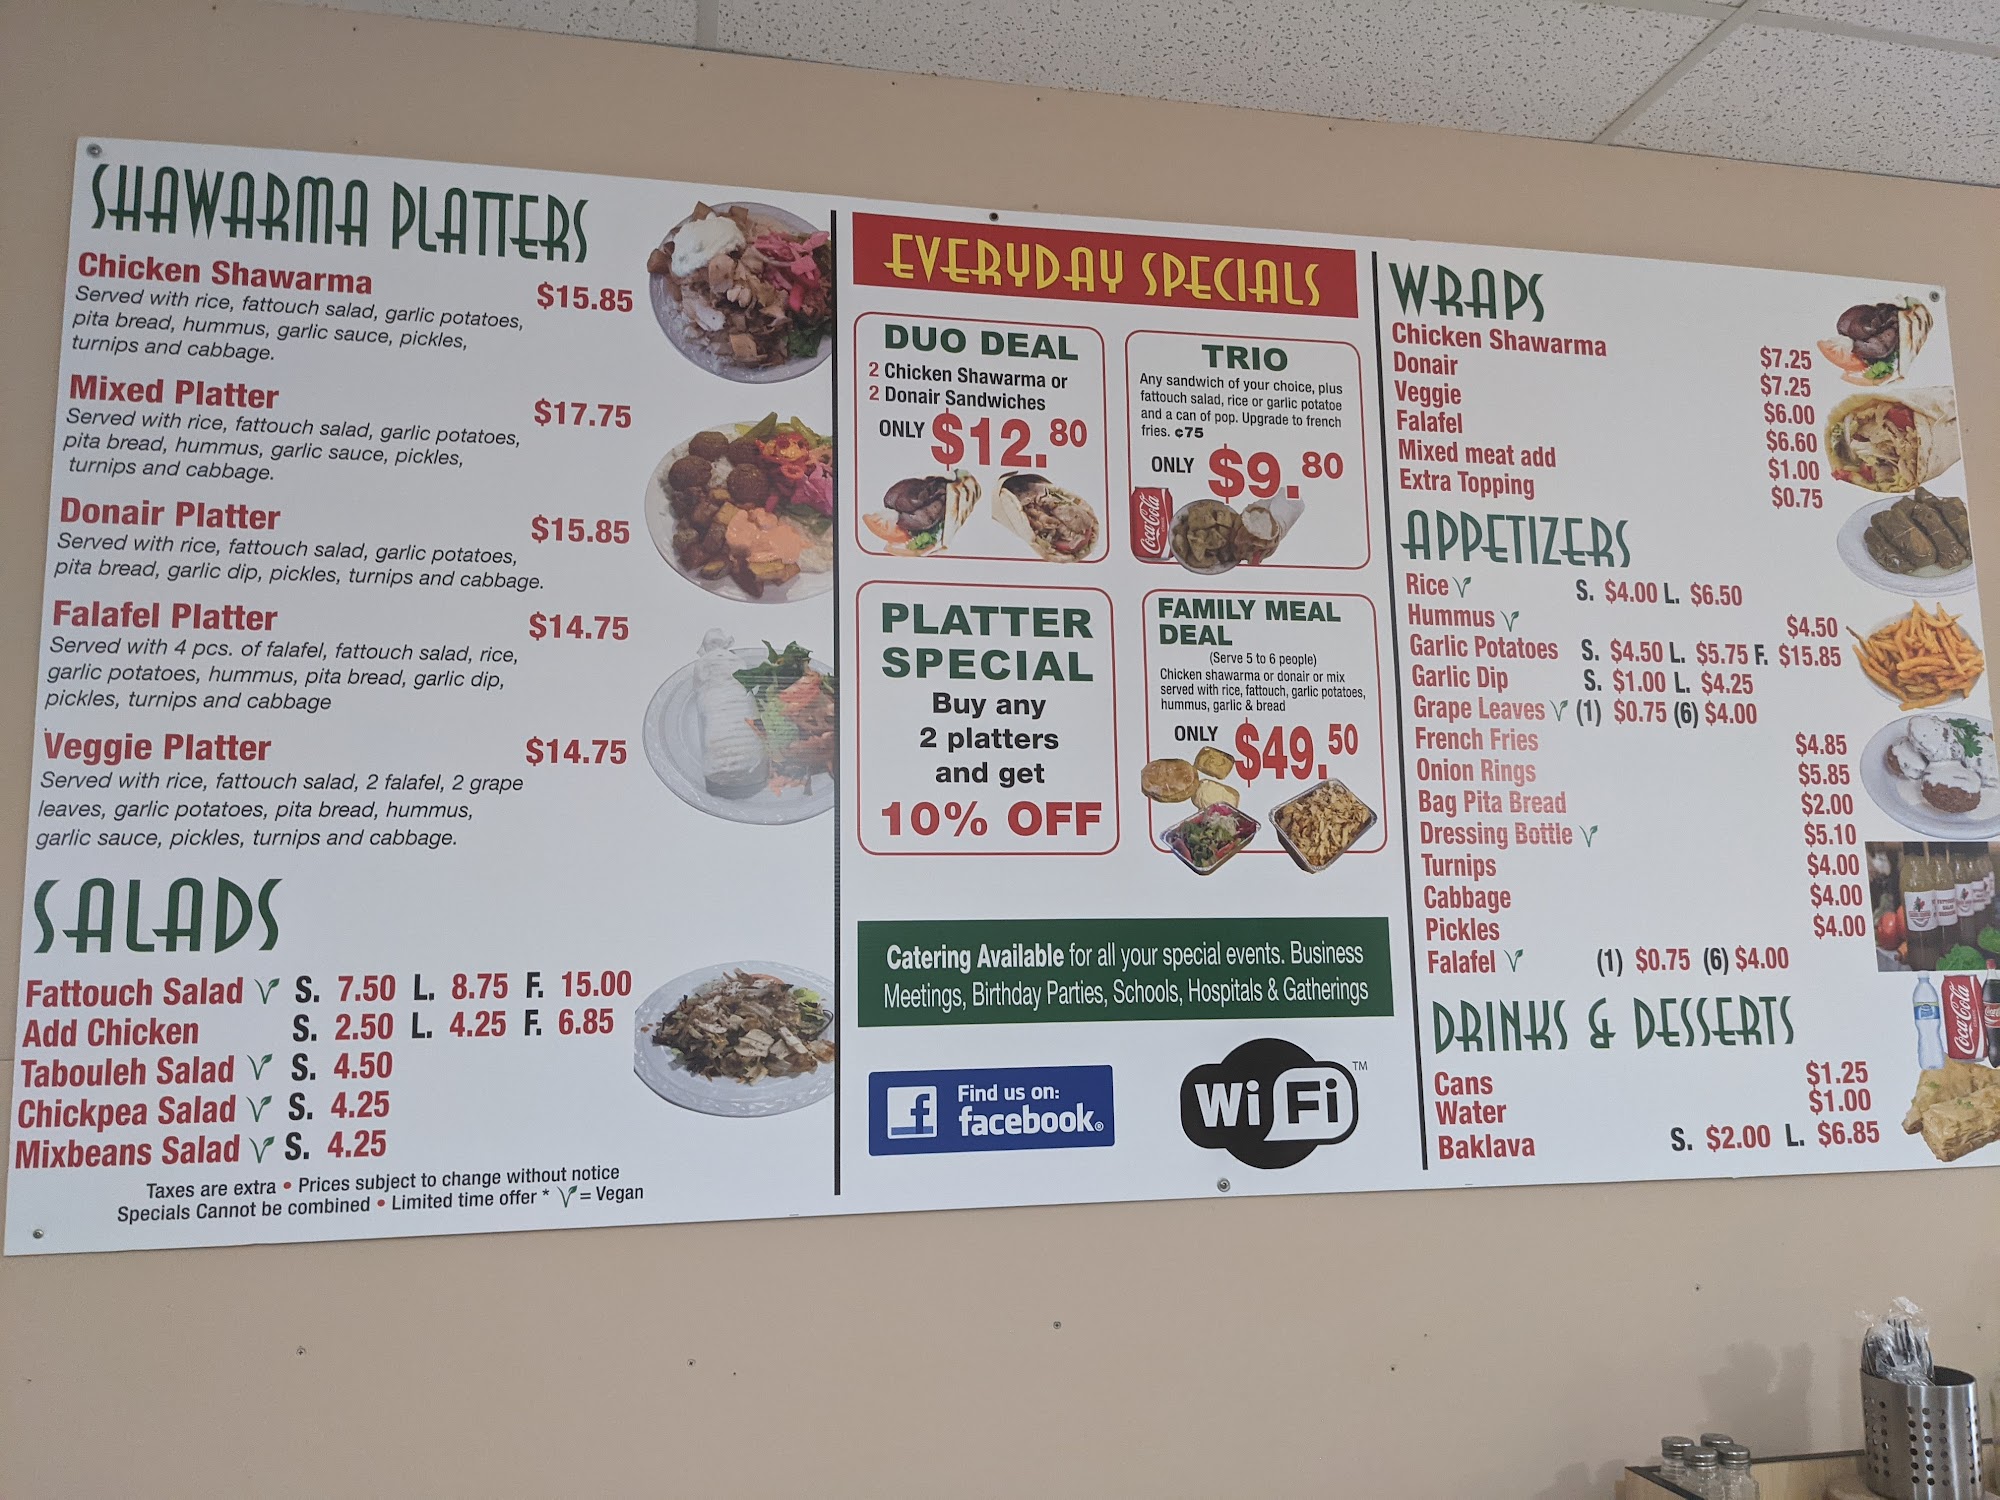 SHAWARMA PLATTERS
Chicken Shawarma $15.85
Served with rice, fattouch salad, garlic potatoes,
pita bread, hummus, garlic sauce, pickles,
turnips and cabbage.
Mixed Platter $17.75
Served with rice, fattouch salad, garlic potatoes,
pita bread, hummus, garlic sauce, pickles,
turnips and cabbage.
Donair Platter $15.85
Served with rice, fattouch salad, garlic potatoes,
pita bread, garlic dip, pickles, turnips and cabbage.
Falafel Platter $14.75
Served with 4 pcs. of falafel, fattouch salad, rice,
garlic potatoes, hummus, pita bread, garlic dip,
pickles, turnips and cabbage
Veggie Platter $14.75
Served with rice, fattouch salad, 2 falafel, 2 grape
leaves, garlic potatoes, pita bread, hummus,
garlic sauce, pickles, turnips and cabbage.
SALADS
Fattouch Salad S. 7.50 L. 8.75 F. 15.00
Add Chicken S. 2.50 L. 4.25 F. 6.85
Tabouleh Salad S. 4.50
Chickpea Salad S. 4.25
Mixbeans Salad S. 4.25
Taxes are extra • Prices subject to change without notice
Specials Cannot be combined • Limited time offer * V = Vegan
EVERYDAY SPECIALS
DUO DEAL
2 Chicken Shawarma or
2 Donair Sandwiches
ONLY $12.80
TRIO
Any sandwich of your choice, plus
fattouch salad, rice or garlic potatoe
and a can of pop. Upgrade to french
fries. ¢75
ONLY $9.80
Coca-Cola
PLATTER
SPECIAL
Buy any
2 platters
and get
10% OFF
FAMILY MEAL
DEAL
(Serve 5 to 6 people)
Chicken shawarma or donair or mix
served with rice, fattouch, garlic potatoes,
hummus, garlic & bread
ONLY $49.50
Catering Available for all your special events. Business
Meetings, Birthday Parties, Schools, Hospitals & Gatherings
f Find us on:
facebook®
Wi Fi TM
WRAPS
Chicken Shawarma $7.25
Donair $7.25
Veggie $6.00
Falafel $6.60
Mixed meat add $1.00
Extra Topping $0.75
APPETIZERS
Rice V S. $4.00 L. $6.50
Hummus V $4.50
Garlic Potatoes S. $4.50 L. $5.75 F. $15.85
Garlic Dip S. $1.00 L. $4.25
Grape Leaves V (1) $0.75 (6) $4.00
French Fries $4.85
Onion Rings $5.85
Bag Pita Bread $2.00
Dressing Bottle V $5.10
Turnips $4.00
Cabbage $4.00
Pickles $4.00
Falafel V (1) $0.75 (6) $4.00
DRINKS & DESSERTS
Coca-Cola
Cans $1.25
Water $1.00
Baklava S. $2.00 L. $6.85